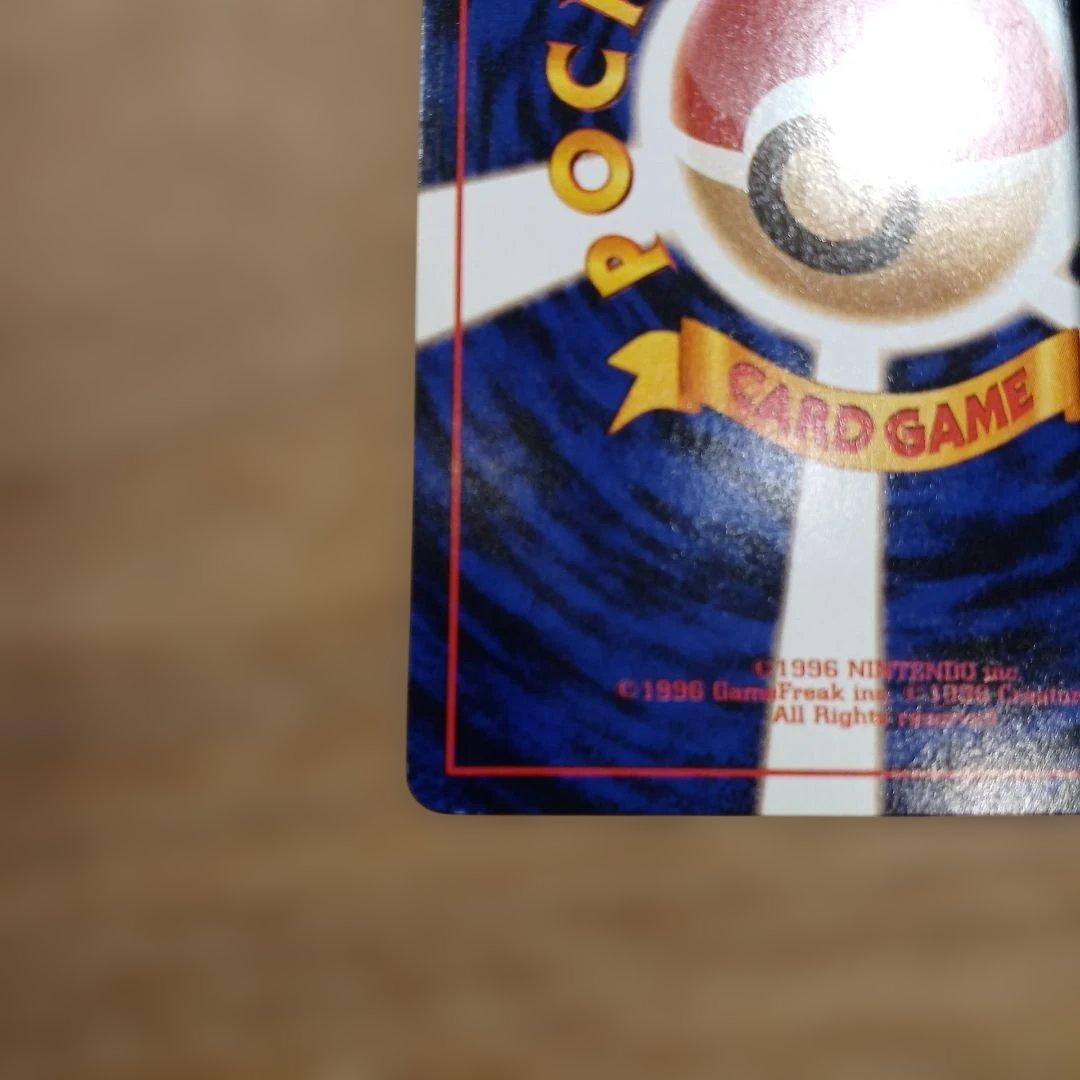 POC
CARD GAME
©1996 NINTENDO inc.
©1996 GameFreak inc. ©1996
All Rights reserved.